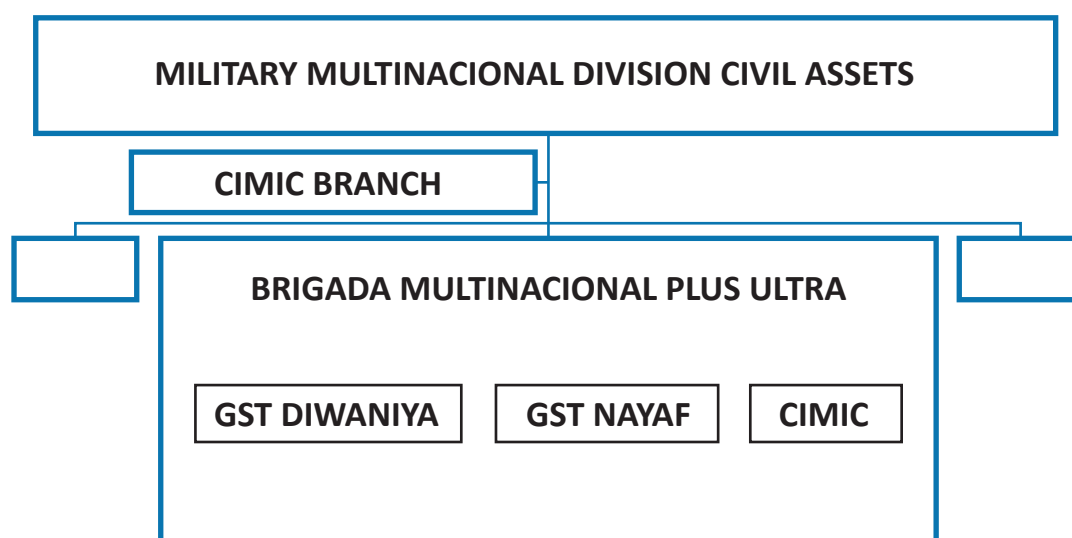 MILITARY MULTINACIONAL DIVISION CIVIL ASSETS
CIMIC BRANCH
BRIGADA MULTINACIONAL PLUS ULTRA
GST DIWANIYA
GST NAYAF
CIMIC